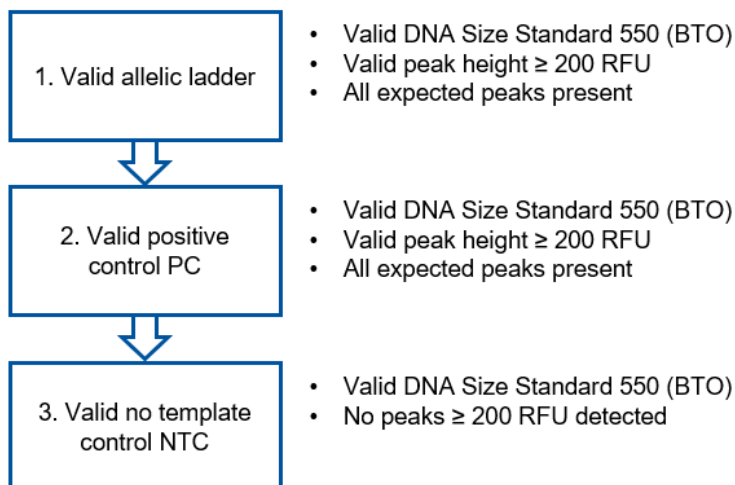 1. Valid allelic ladder
• Valid DNA Size Standard 550 (BTO)
• Valid peak height ≥ 200 RFU
• All expected peaks present
2. Valid positive
control PC
• Valid DNA Size Standard 550 (BTO)
• Valid peak height ≥ 200 RFU
• All expected peaks present
3. Valid no template
control NTC
• Valid DNA Size Standard 550 (BTO)
• No peaks ≥ 200 RFU detected